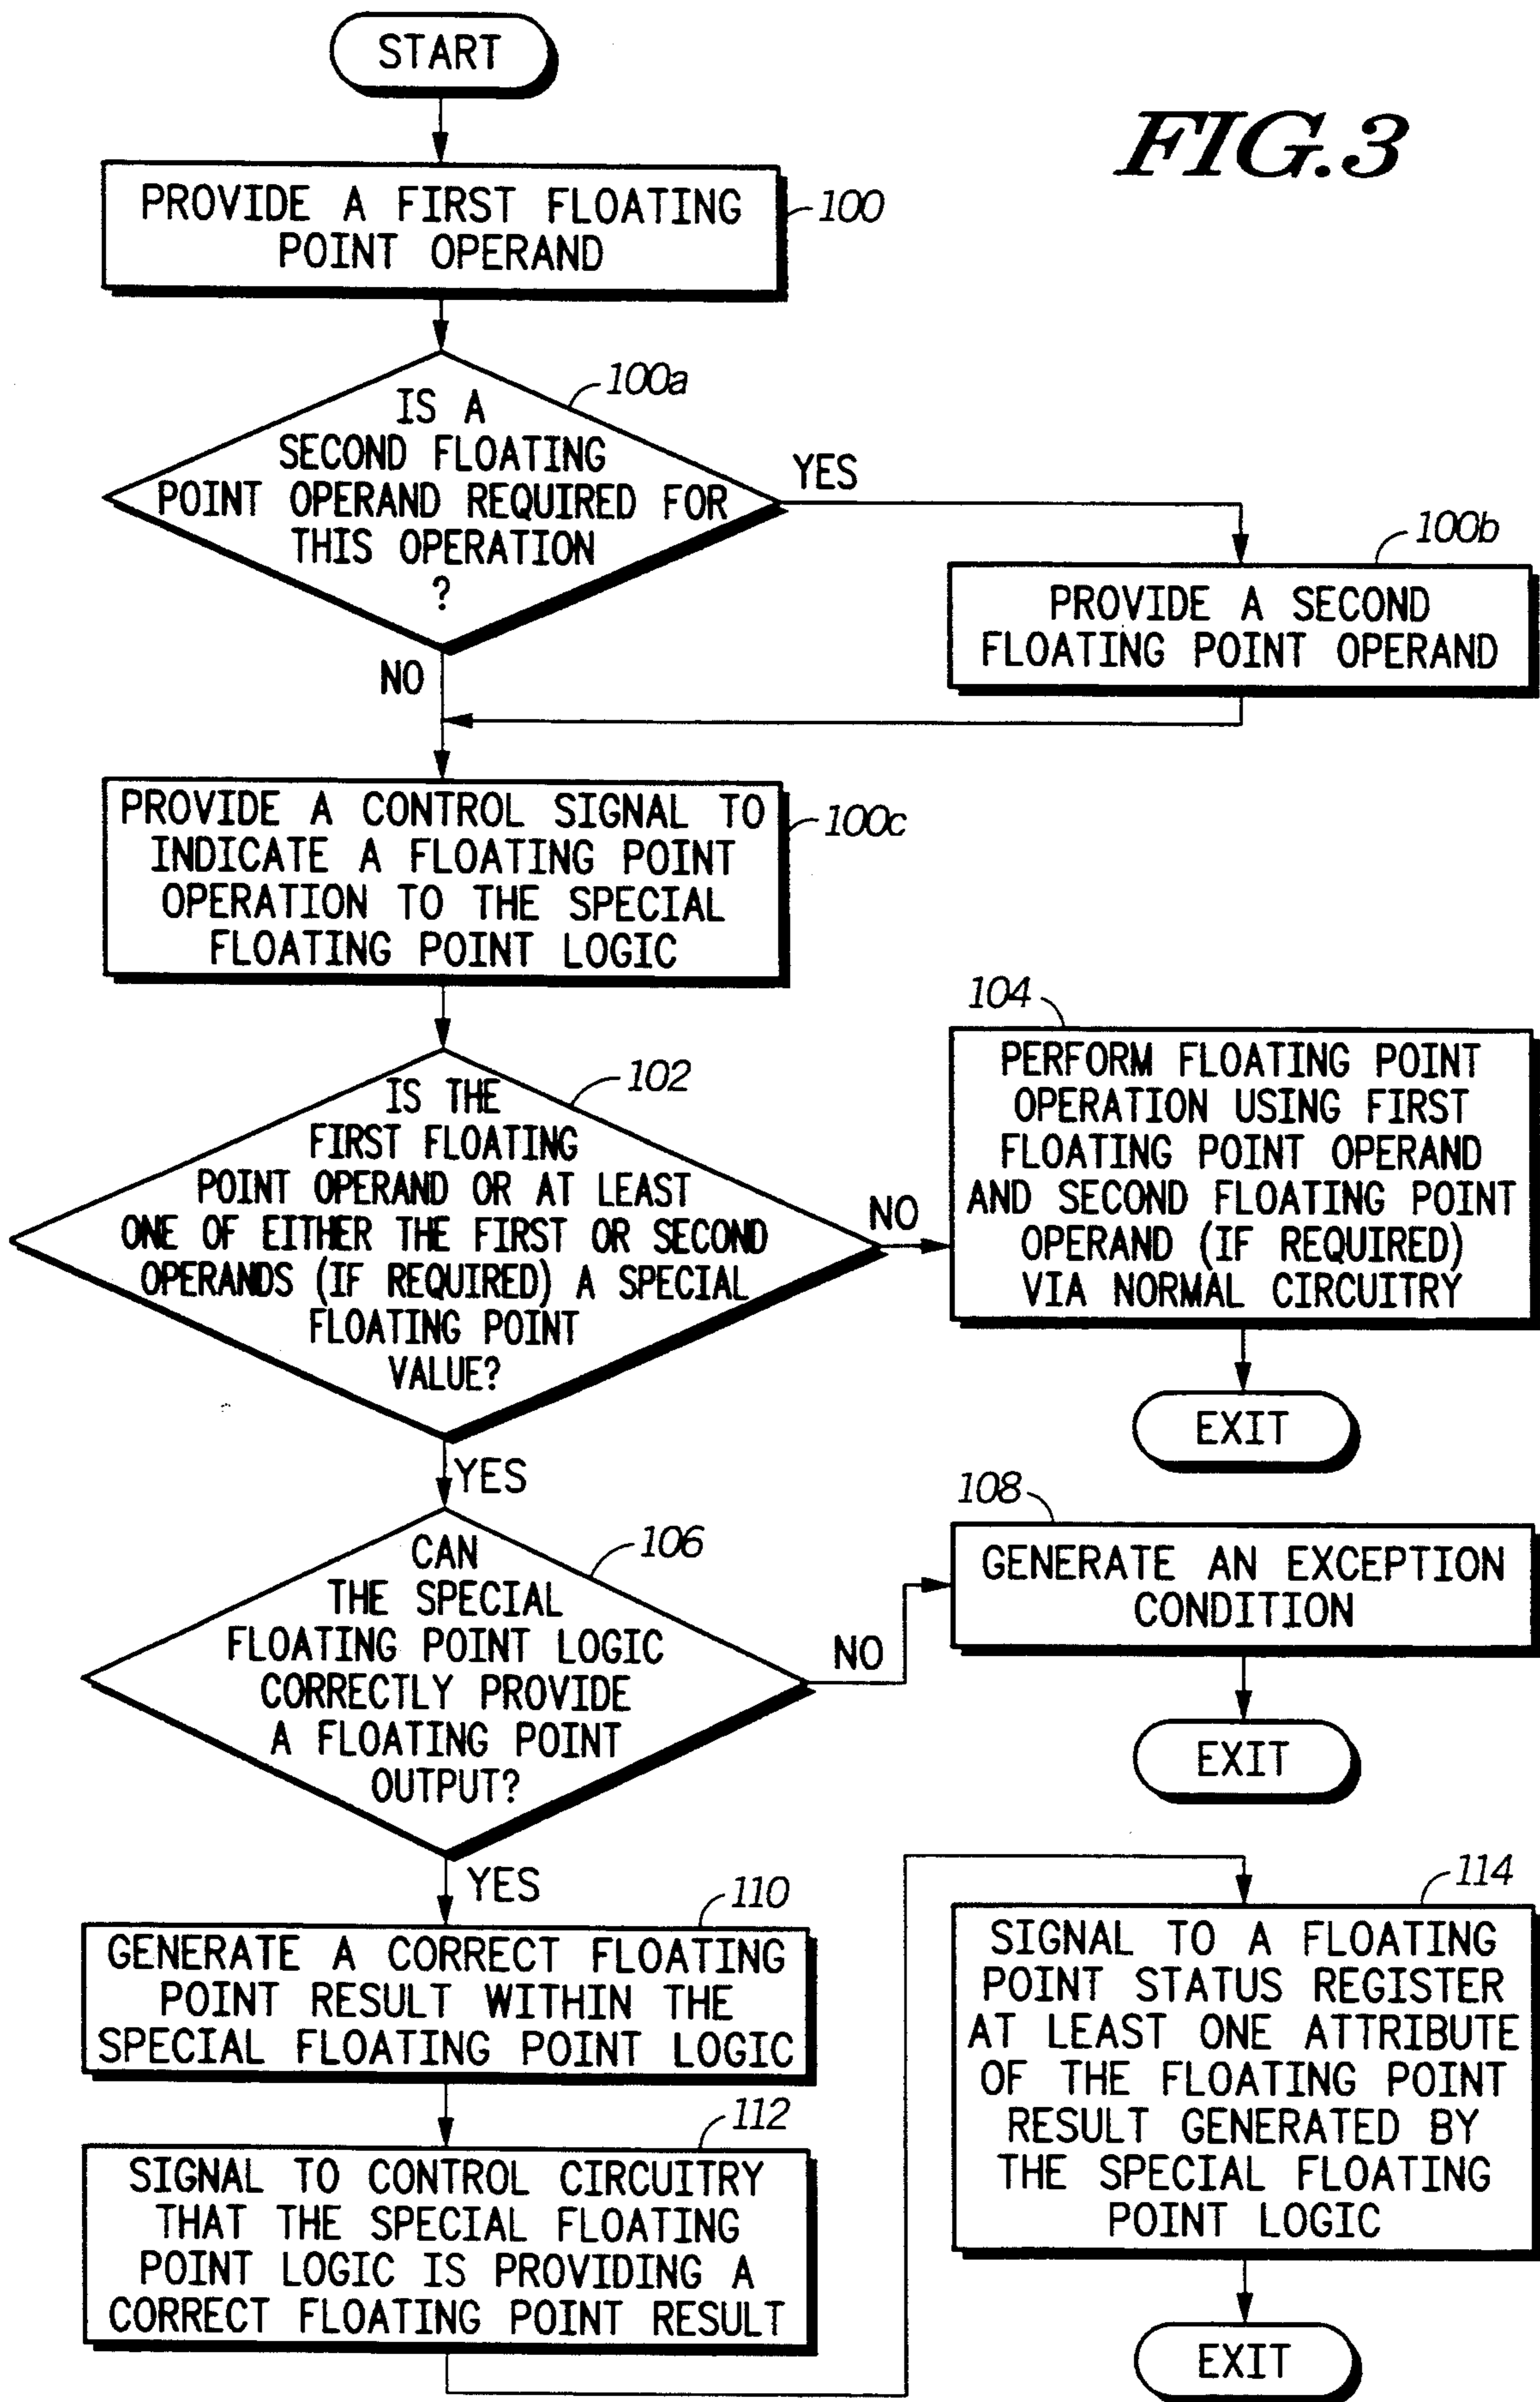 START
FIG.3
PROVIDE A FIRST FLOATING
POINT OPERAND
100
100a
IS A
SECOND FLOATING
POINT OPERAND REQUIRED FOR
THIS OPERATION
?
YES
100b
PROVIDE A SECOND
FLOATING POINT OPERAND
NO
PROVIDE A CONTROL SIGNAL TO
INDICATE A FLOATING POINT
OPERATION TO THE SPECIAL
FLOATING POINT LOGIC
100c
102
IS THE
FIRST FLOATING
POINT OPERAND OR AT LEAST
ONE OF EITHER THE FIRST OR SECOND
OPERANDS (IF REQUIRED) A SPECIAL
FLOATING POINT
VALUE?
NO
104
PERFORM FLOATING POINT
OPERATION USING FIRST
FLOATING POINT OPERAND
AND SECOND FLOATING POINT
OPERAND (IF REQUIRED)
VIA NORMAL CIRCUITRY
EXIT
YES
106
CAN
THE SPECIAL
FLOATING POINT LOGIC
CORRECTLY PROVIDE
A FLOATING POINT
OUTPUT?
NO
108
GENERATE AN EXCEPTION
CONDITION
EXIT
YES
110
GENERATE A CORRECT FLOATING
POINT RESULT WITHIN THE
SPECIAL FLOATING POINT LOGIC
112
SIGNAL TO CONTROL CIRCUITRY
THAT THE SPECIAL FLOATING
POINT LOGIC IS PROVIDING A
CORRECT FLOATING POINT RESULT
114
SIGNAL TO A FLOATING
POINT STATUS REGISTER
AT LEAST ONE ATTRIBUTE
OF THE FLOATING POINT
RESULT GENERATED BY
THE SPECIAL FLOATING
POINT LOGIC
EXIT